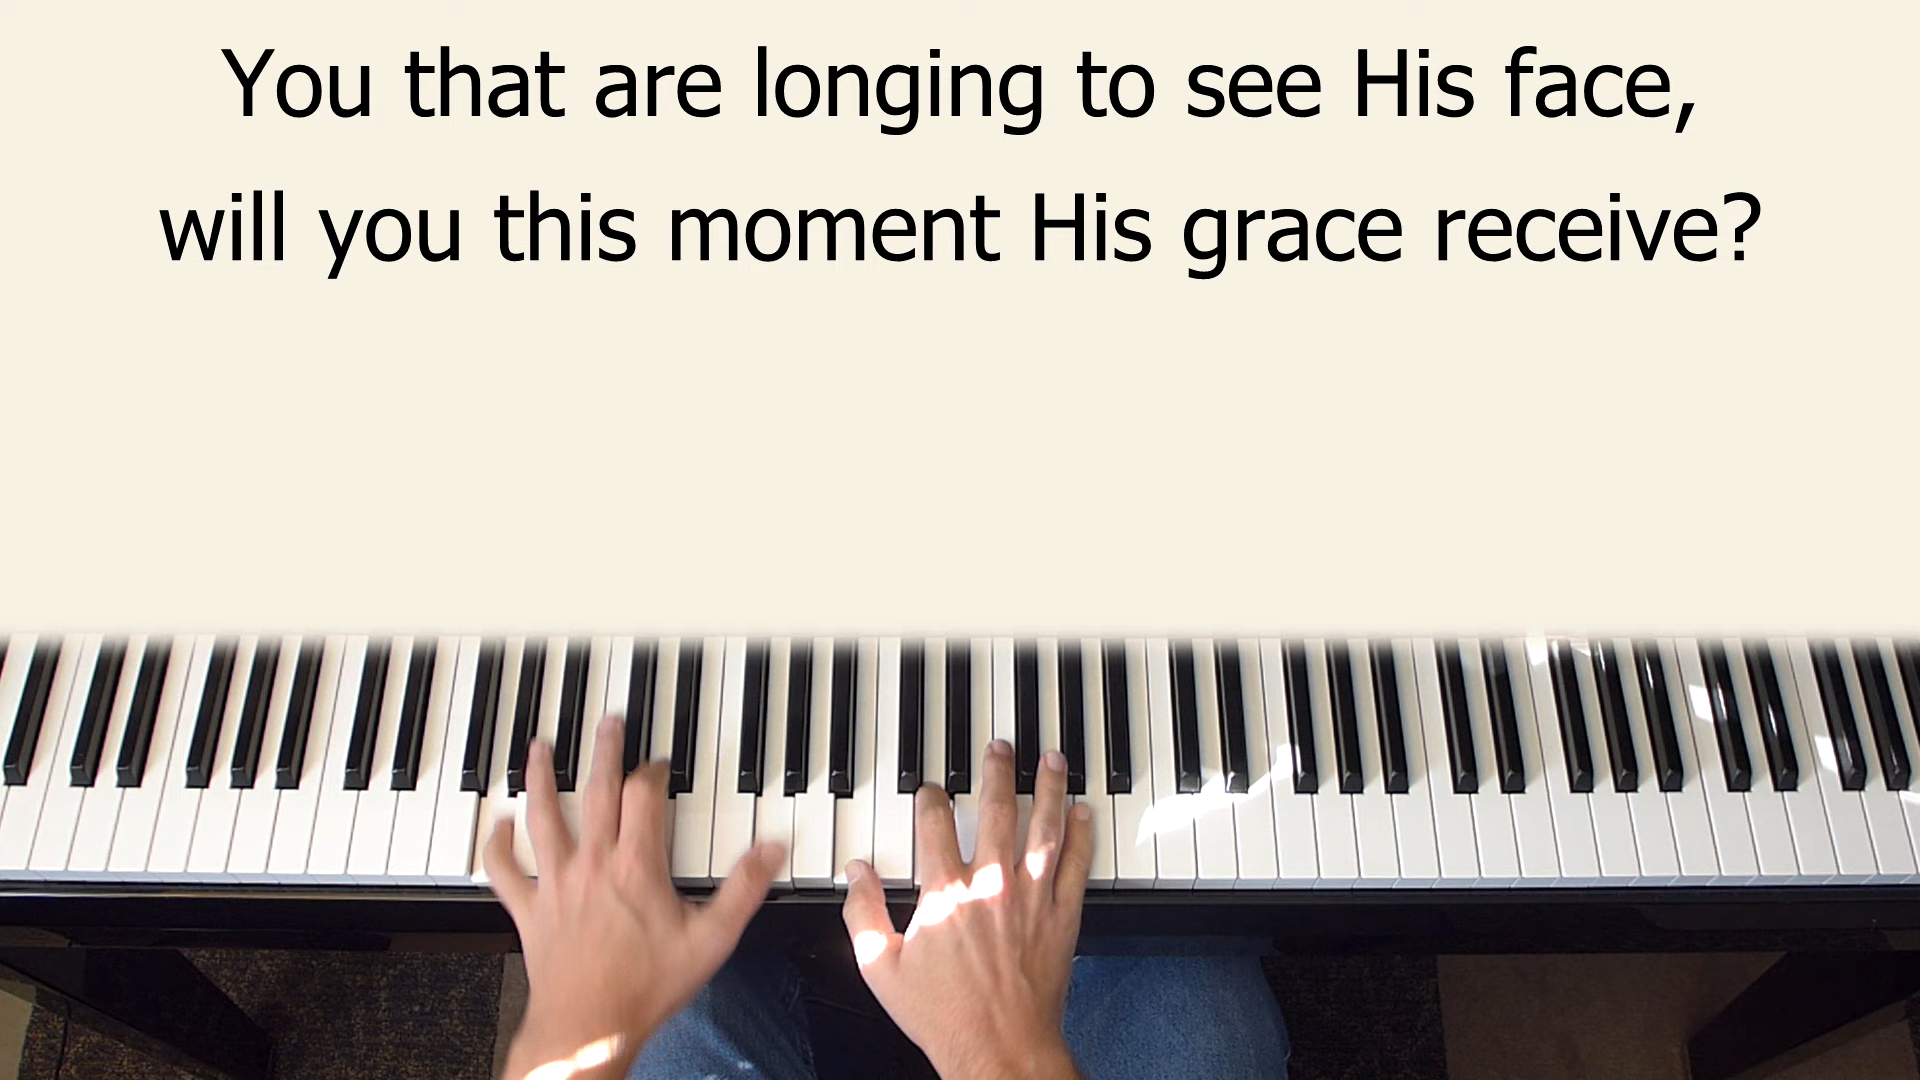 You that are longing to see His face,
will you this moment His grace receive?